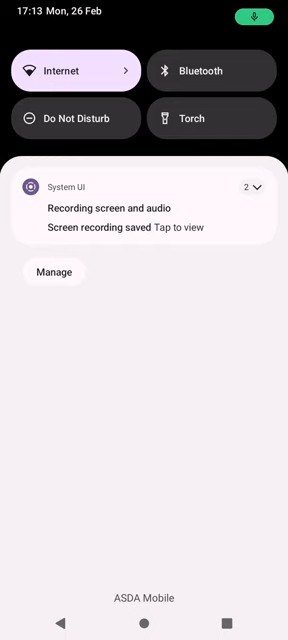 17:13 Mon, 26 Feb
Internet
Bluetooth
Do Not Disturb
Torch
System UI
2
Recording screen and audio
Screen recording saved Tap to view
Manage
ASDA Mobile